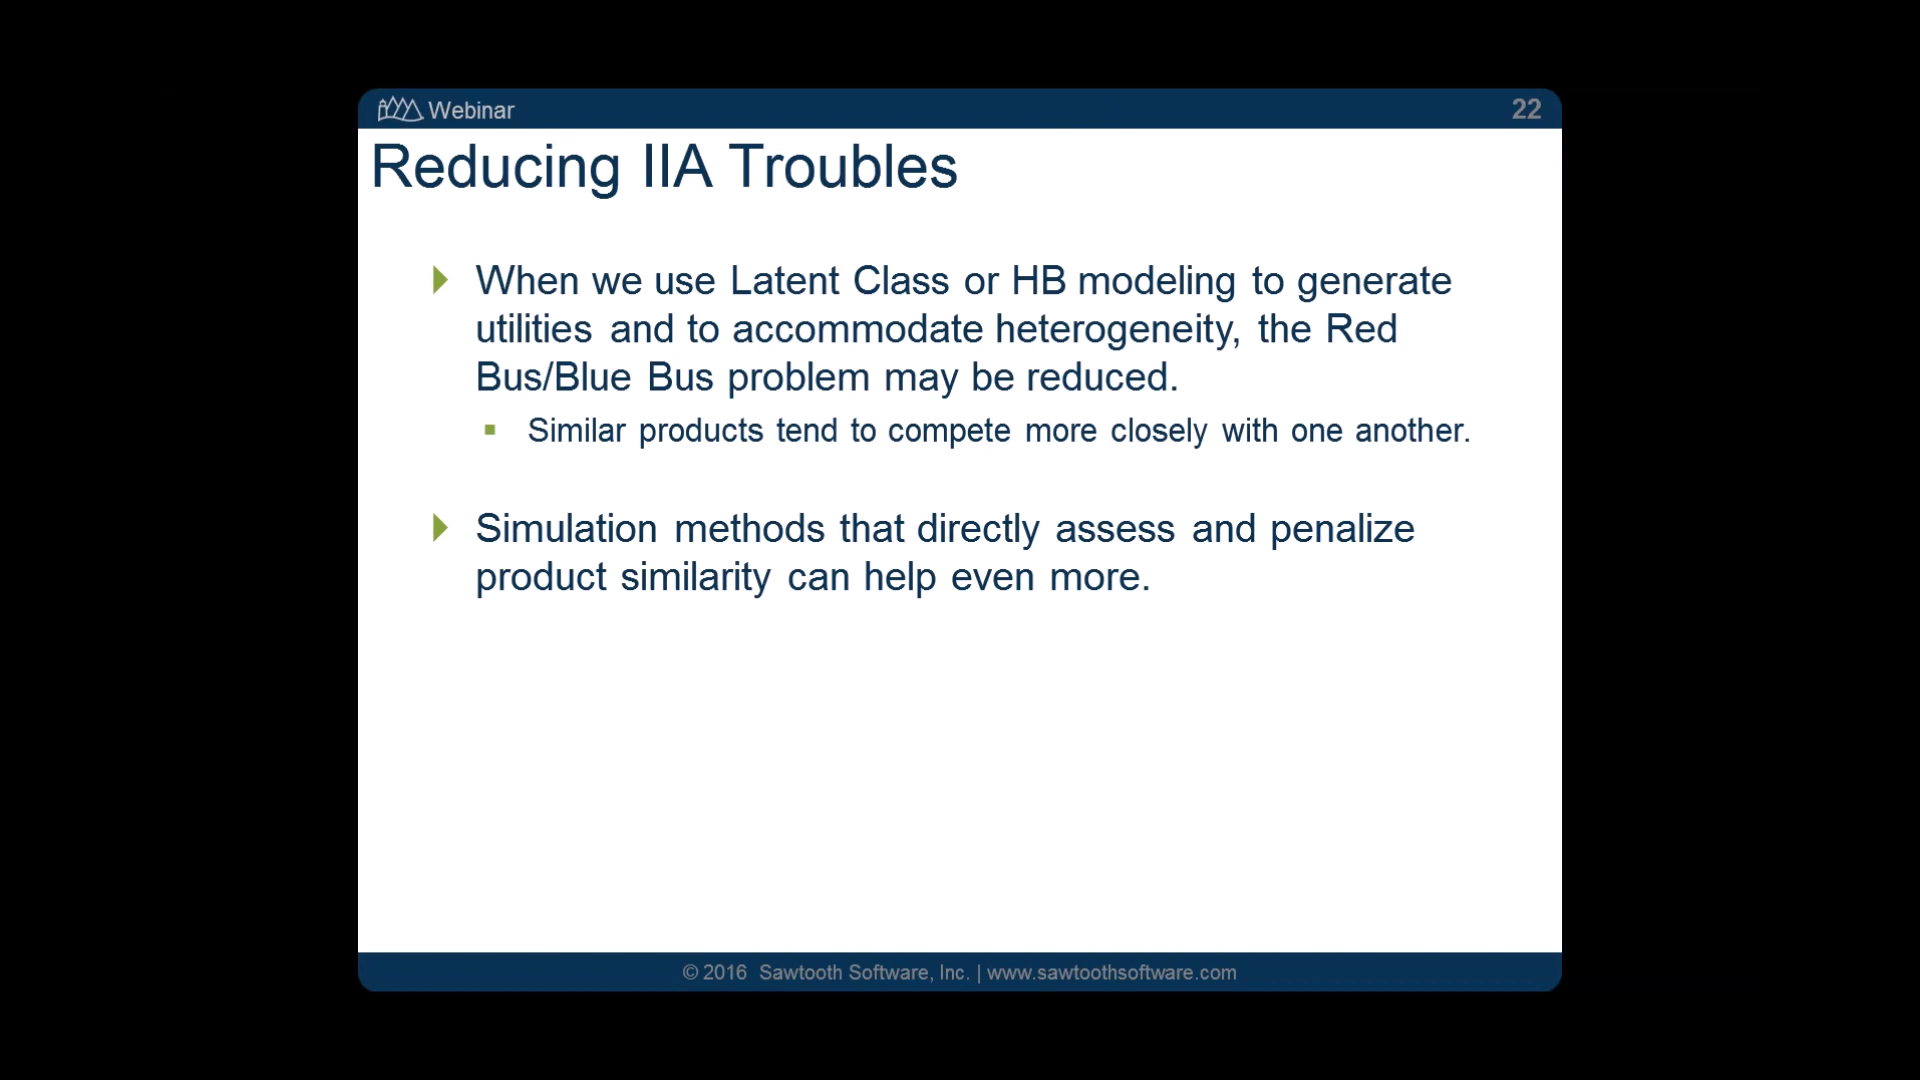 Webinar
22
Reducing IIA Troubles
When we use Latent Class or HB modeling to generate
utilities and to accommodate heterogeneity, the Red
Bus/Blue Bus problem may be reduced.
Similar products tend to compete more closely with one another.
Simulation methods that directly assess and penalize
product similarity can help even more.
© 2016 Sawtooth Software, Inc. | www.sawtoothsoftware.com